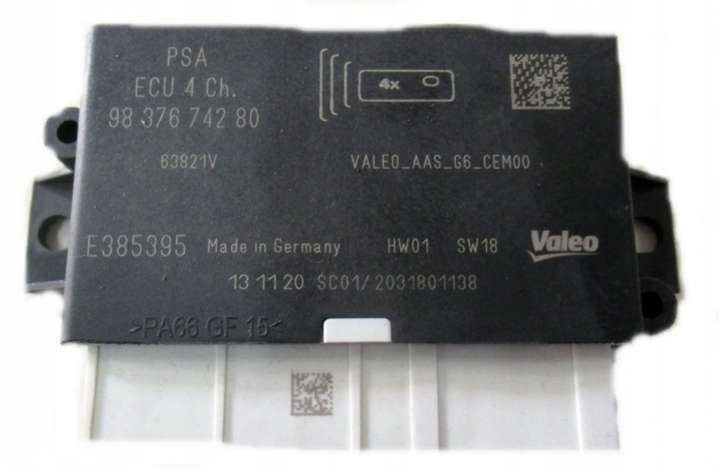 PSA
ECU 4 Ch.
98 376 742 80
4x
63821V VALEO_AAS_G6_CEM00
E385395 Made in Germany HW01 SW18 Valeo
13 11 20 SC01/2031801138
>PA66 GF 15<